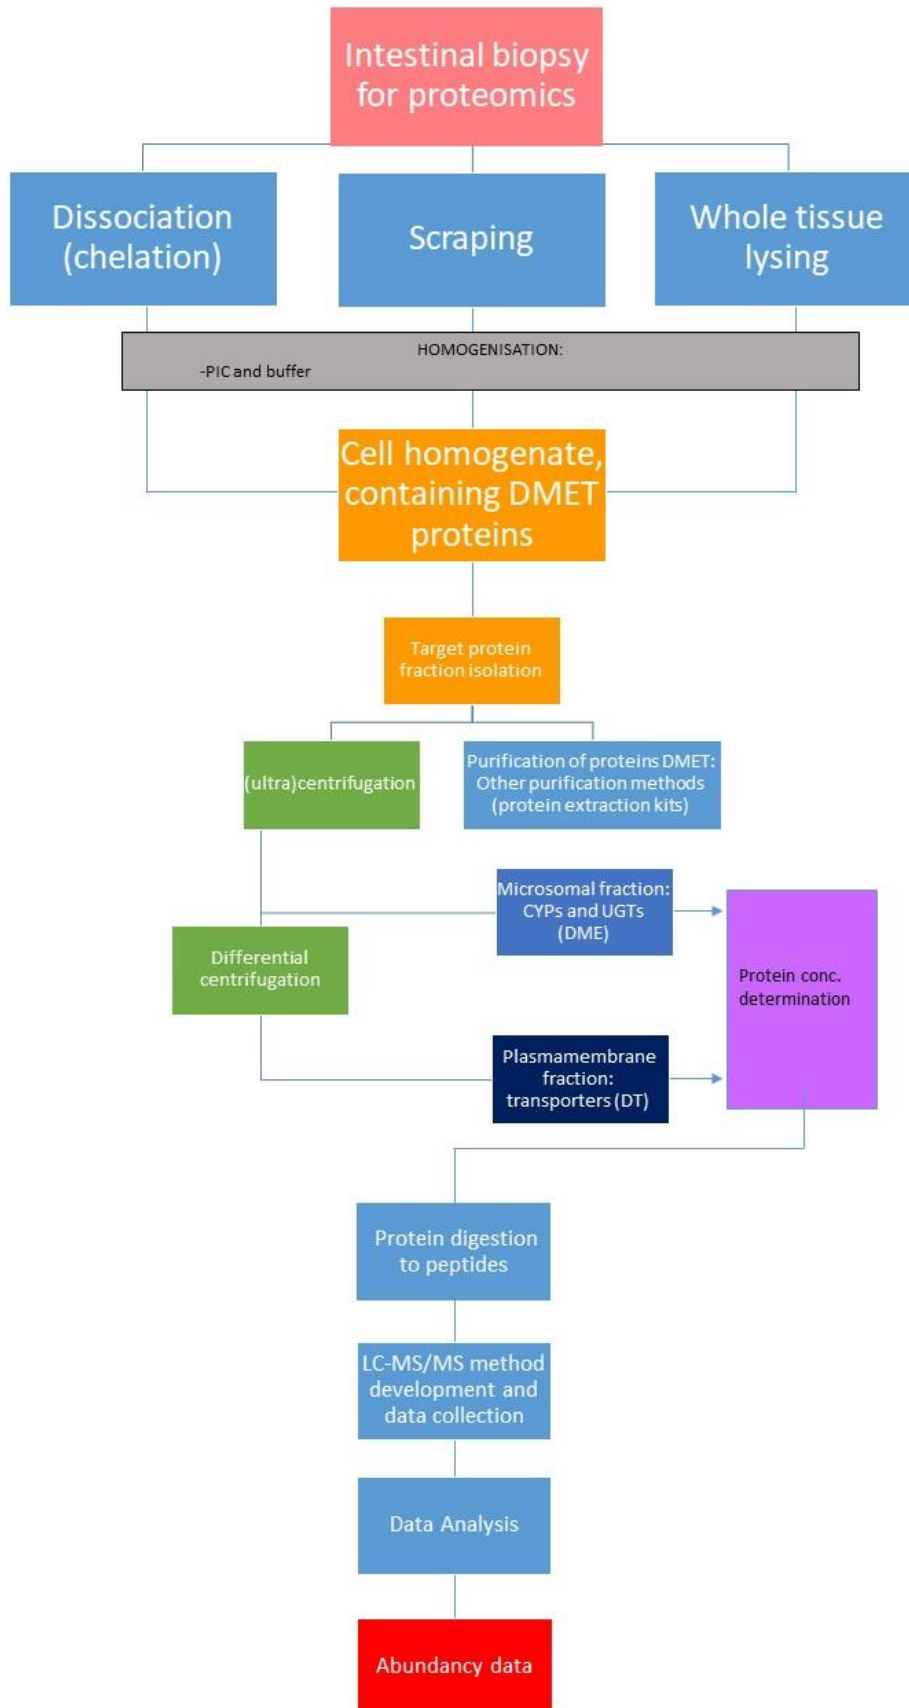 Intestinal biopsy
for proteomics
Dissociation
(chelation)
Scraping
Whole tissue
lysing
HOMOGENISATION:
-PIC and buffer
Cell homogenate,
containing DMET
proteins
Target protein
fraction isolation
(ultra)centrifugation
Purification of proteins DMET:
Other purification methods
(protein extraction kits)
Microsomal fraction:
CYPs and UGTs
(DME)
Differential
centrifugation
Protein conc.
determination
Plasmamembrane
fraction:
transporters (DT)
Protein digestion
to peptides
LC-MS/MS method
development and
data collection
Data Analysis
Abundancy data